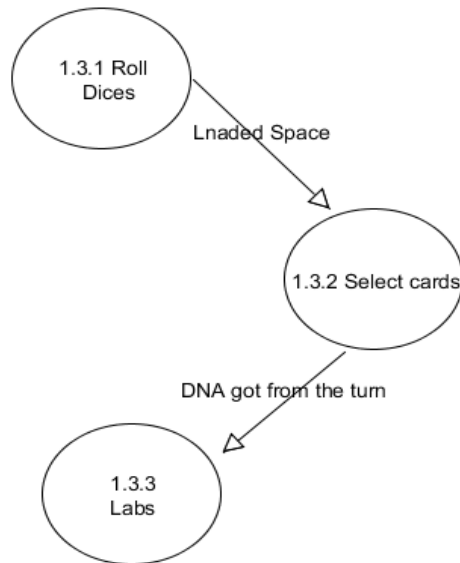 1.3.1 Roll
Dices
Lnaded Space
1.3.2 Select cards
DNA got from the turn
1.3.3
Labs